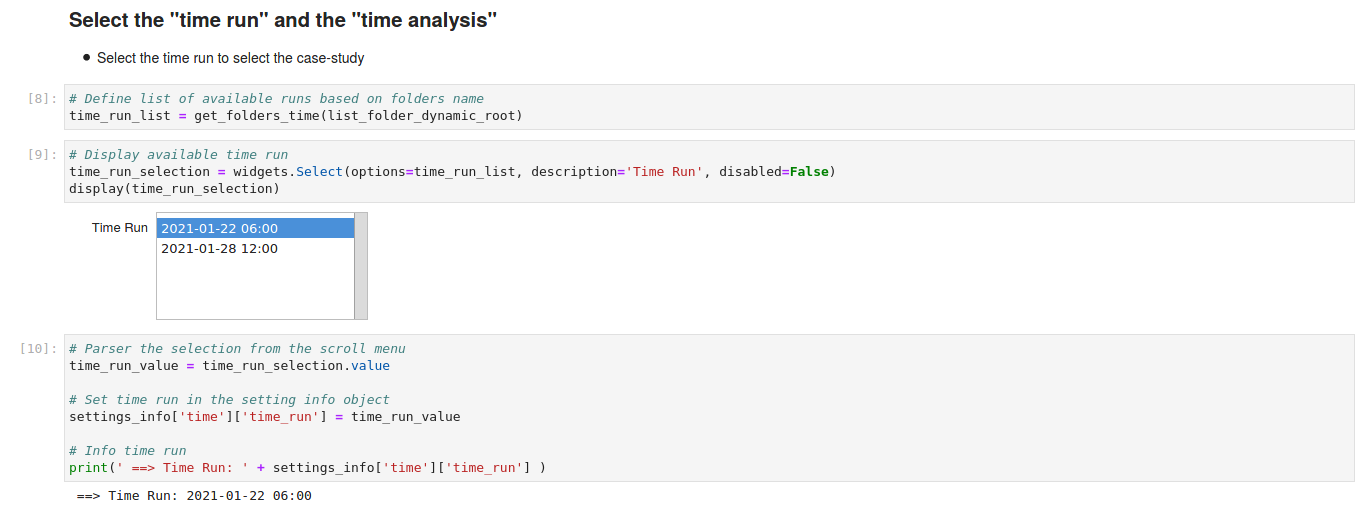 Select the "time run" and the "time analysis"
● Select the time run to select the case-study
[8]: # Define list of available runs based on folders name
time_run_list = get_folders_time(list_folder_dynamic_root)
[9]: # Display available time run
time_run_selection = widgets.Select(options=time_run_list, description='Time Run', disabled=False)
display(time_run_selection)
Time Run 2021-01-22 06:00
2021-01-28 12:00
[10]: # Parser the selection from the scroll menu
time_run_value = time_run_selection.value
# Set time run in the setting info object
settings_info['time']['time_run'] = time_run_value
# Info time run
print(' ==> Time Run: ' + settings_info['time']['time_run'] )
==> Time Run: 2021-01-22 06:00